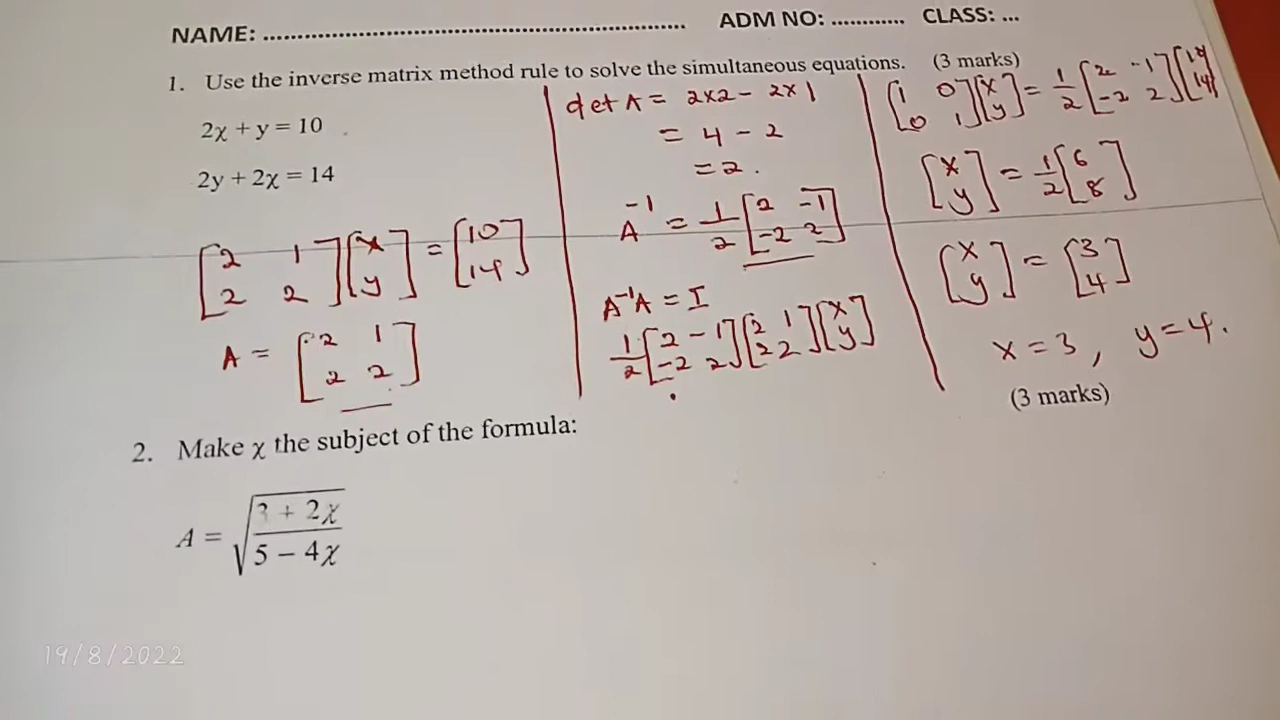 NAME: ............................................................... ADM NO: ............ CLASS: ...
1. Use the inverse matrix method rule to solve the simultaneous equations. (3 marks)
2χ + y = 10
2y + 2χ = 14
[2 1
2 2] [x
y] = [10
14]
A = [2 1
2 2]
det A = 2x2 - 2x1
= 4 - 2
= 2.
A⁻¹ = 1/2 [2 -1
-2 2]
A⁻¹A = I
1/2 [2 -1
-2 2] [2 1
2 2] [x
y]
[1 0
0 1] [x
y] = 1/2 [2 -1
-2 2] [10
14]
[x
y] = 1/2 [6
8]
[x
y] = [3
4]
x = 3, y = 4.
(3 marks)
2. Make χ the subject of the formula:
A = √((3 + 2χ)/(5 − 4χ))
19/8/2022